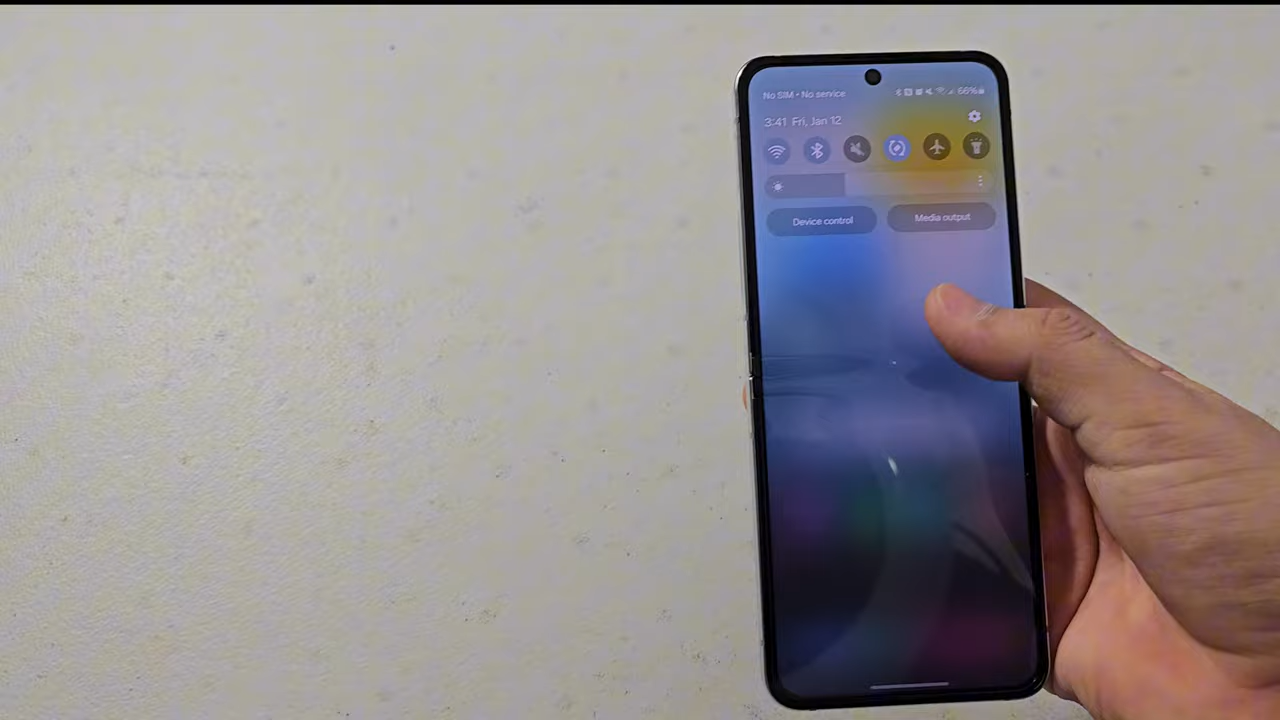 No SIM • No service 66%
3:41 Fri, Jan 12
Device control Media output